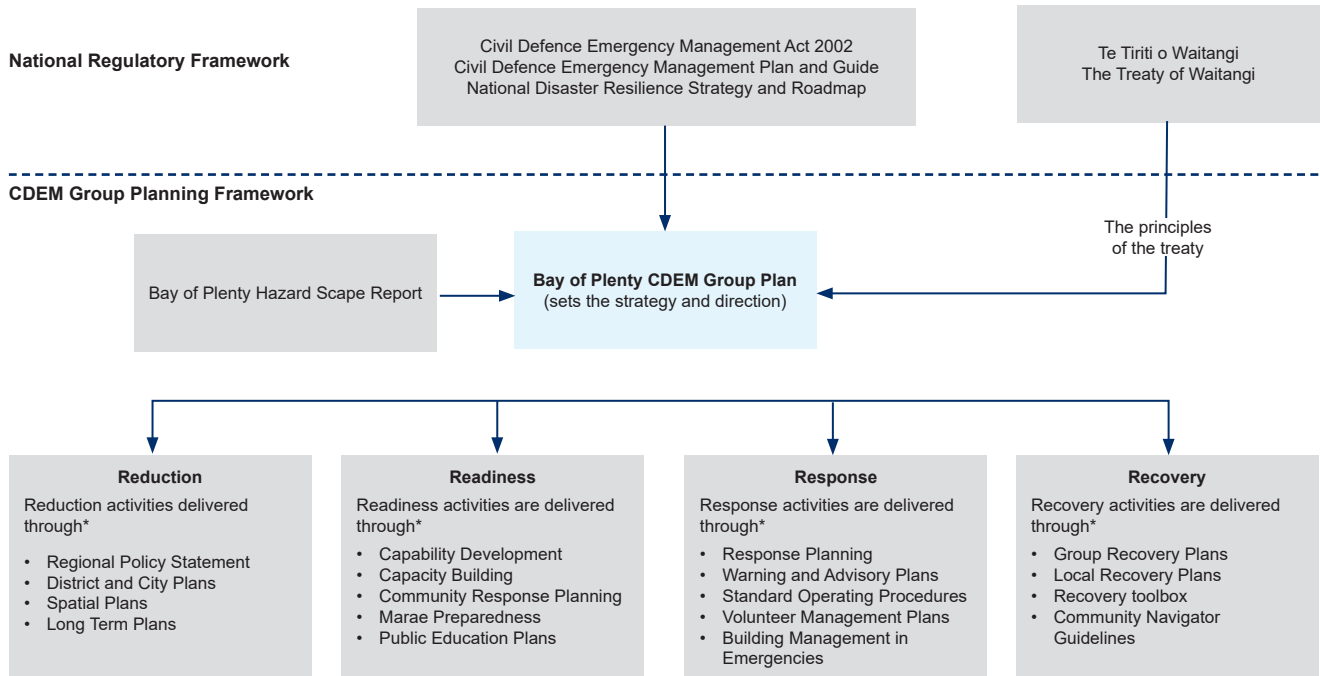 National Regulatory Framework
Civil Defence Emergency Management Act 2002
Civil Defence Emergency Management Plan and Guide
National Disaster Resilience Strategy and Roadmap
Te Tiriti o Waitangi
The Treaty of Waitangi
CDEM Group Planning Framework
The principles
of the treaty
Bay of Plenty Hazard Scape Report
Bay of Plenty CDEM Group Plan
(sets the strategy and direction)
Reduction
Reduction activities delivered
through*
• Regional Policy Statement
• District and City Plans
• Spatial Plans
• Long Term Plans
Readiness
Readiness activities are delivered
through*
• Capability Development
• Capacity Building
• Community Response Planning
• Marae Preparedness
• Public Education Plans
Response
Response activities are delivered
through*
• Response Planning
• Warning and Advisory Plans
• Standard Operating Procedures
• Volunteer Management Plans
• Building Management in
Emergencies
Recovery
Recovery activities are delivered
through*
• Group Recovery Plans
• Local Recovery Plans
• Recovery toolbox
• Community Navigator
Guidelines